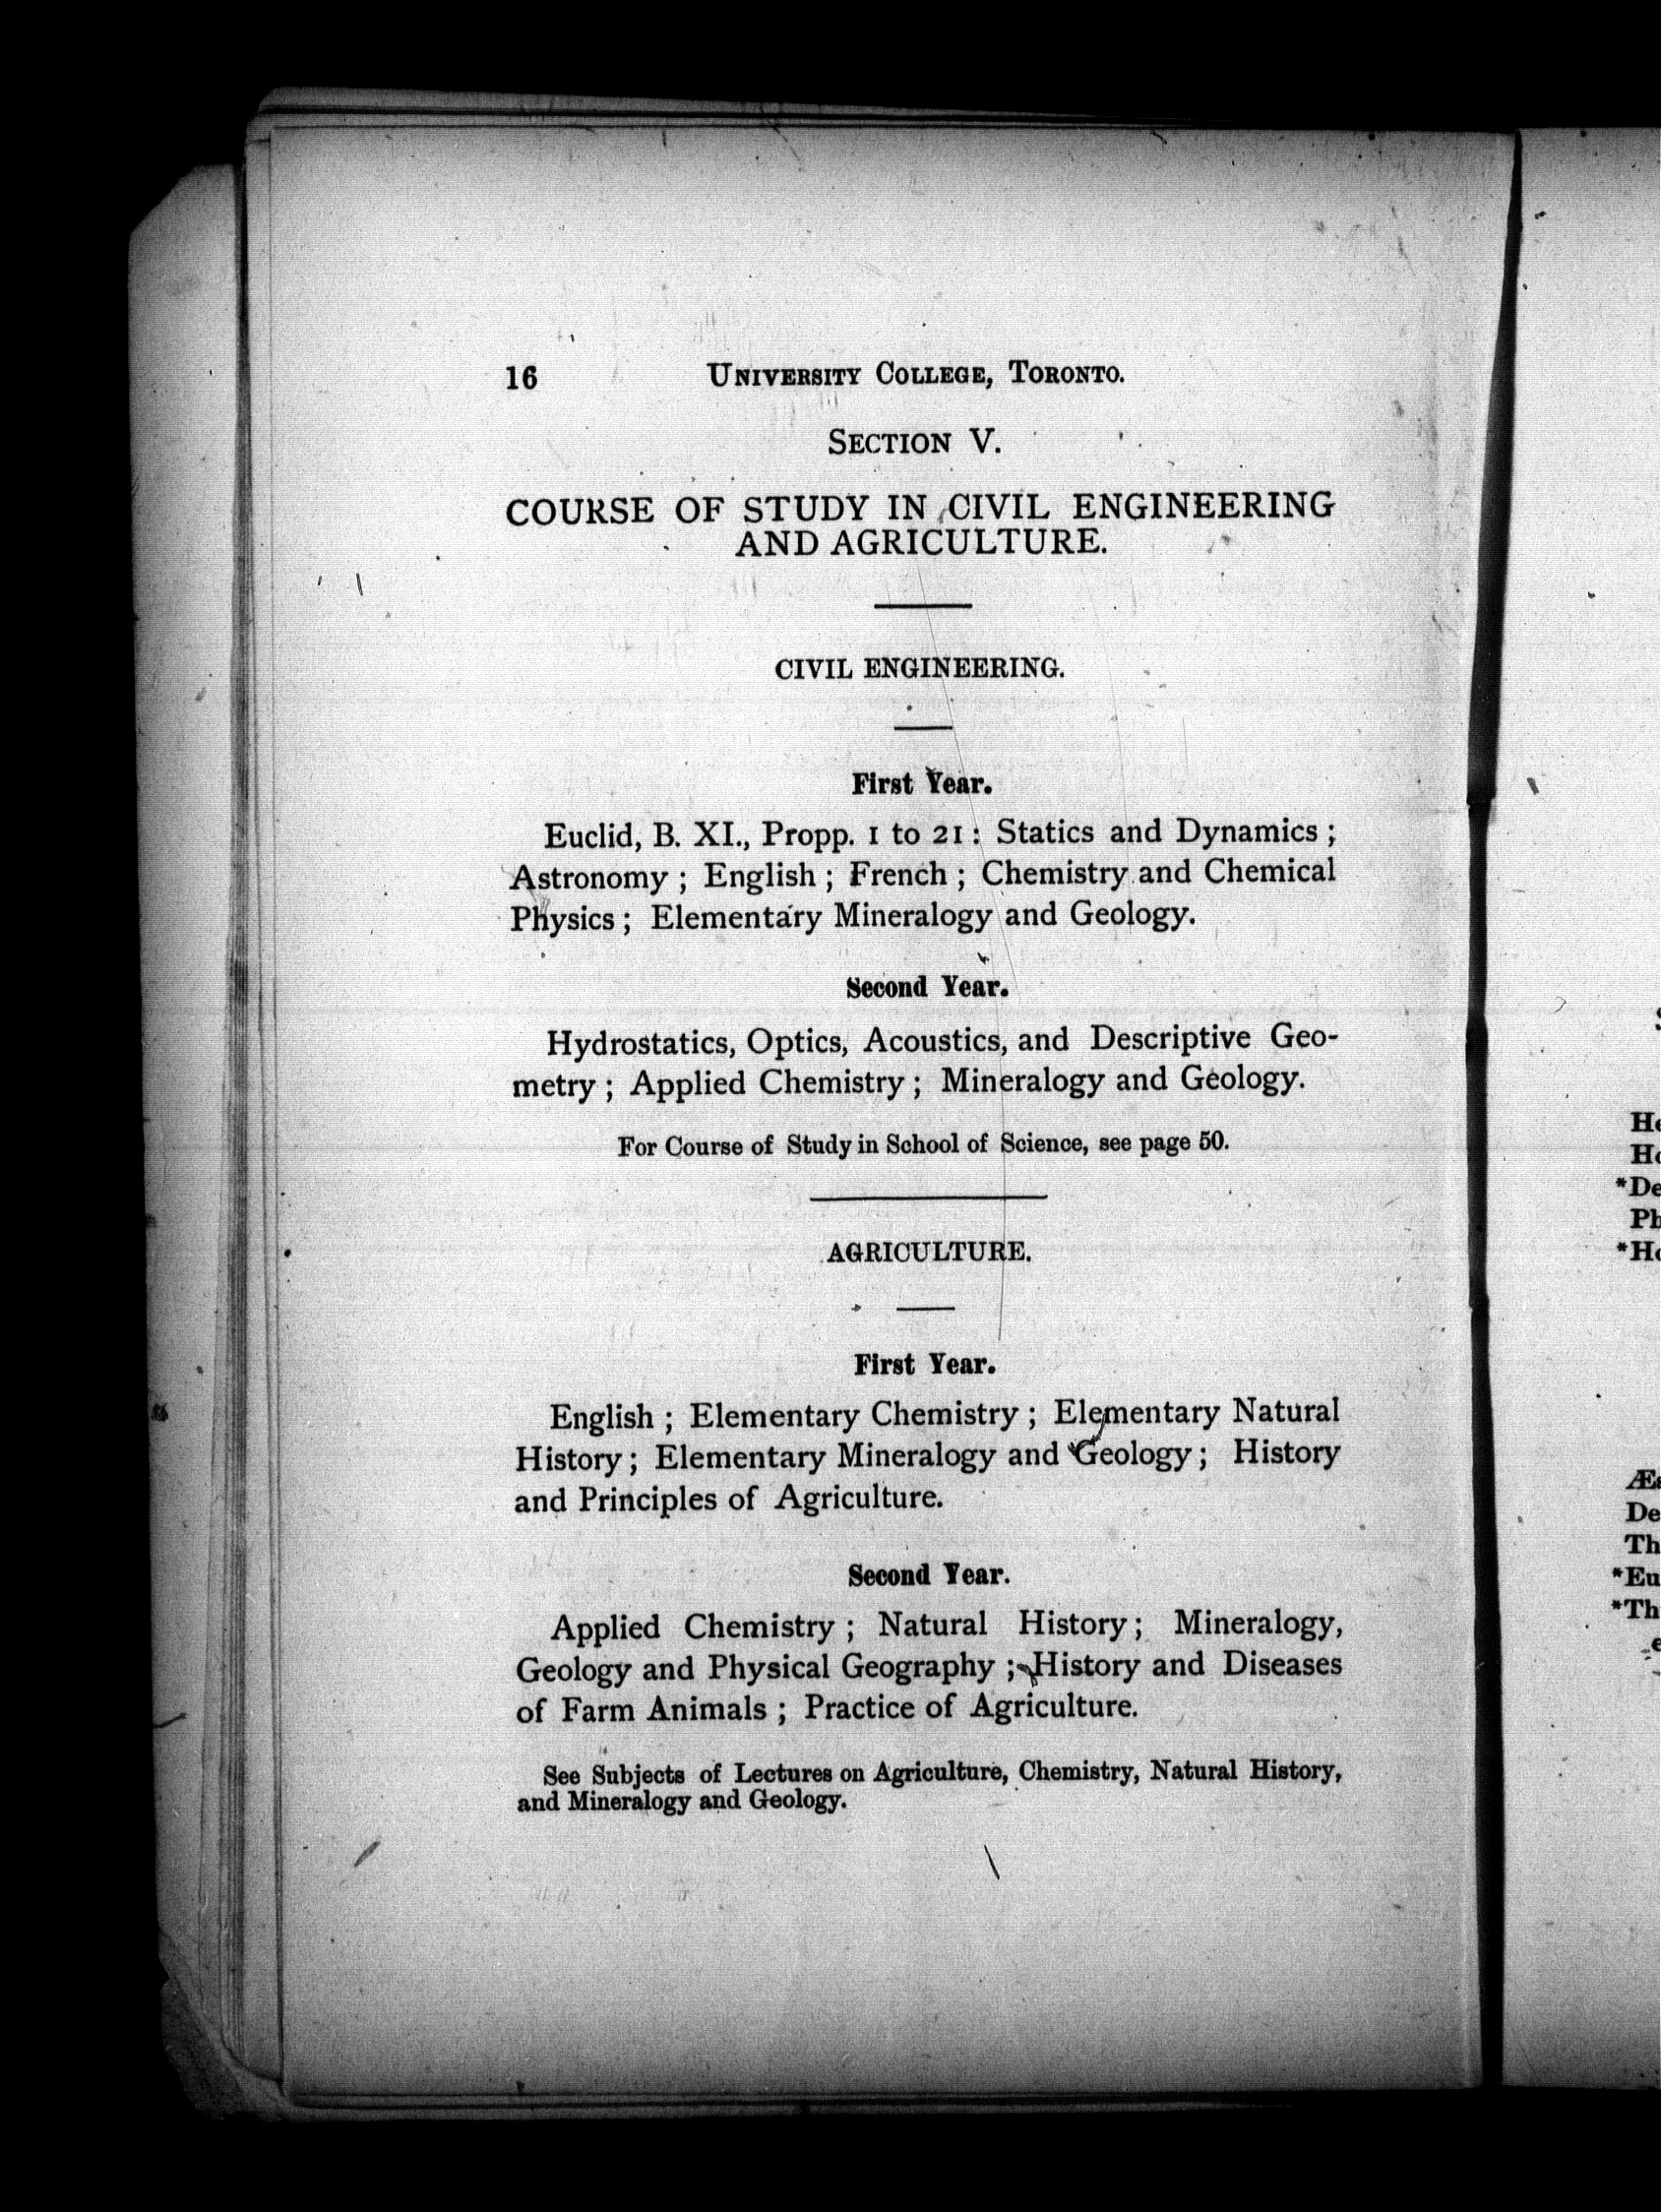 16 UNIVERSITY COLLEGE, TORONTO.
SECTION V.
COURSE OF STUDY IN CIVIL ENGINEERING
AND AGRICULTURE.
CIVIL ENGINEERING.
First Year.
Euclid, B. XI., Propp. 1 to 21: Statics and Dynamics ;
Astronomy ; English ; French ; Chemistry and Chemical
Physics ; Elementary Mineralogy and Geology.
Second Year.
Hydrostatics, Optics, Acoustics, and Descriptive Geo-
metry ; Applied Chemistry ; Mineralogy and Geology.
For Course of Study in School of Science, see page 50.
AGRICULTURE.
First Year.
English ; Elementary Chemistry ; Elementary Natural
History ; Elementary Mineralogy and Geology ; History
and Principles of Agriculture.
Second Year.
Applied Chemistry ; Natural History ; Mineralogy,
Geology and Physical Geography ; History and Diseases
of Farm Animals ; Practice of Agriculture.
See Subjects of Lectures on Agriculture, Chemistry, Natural History,
and Mineralogy and Geology.